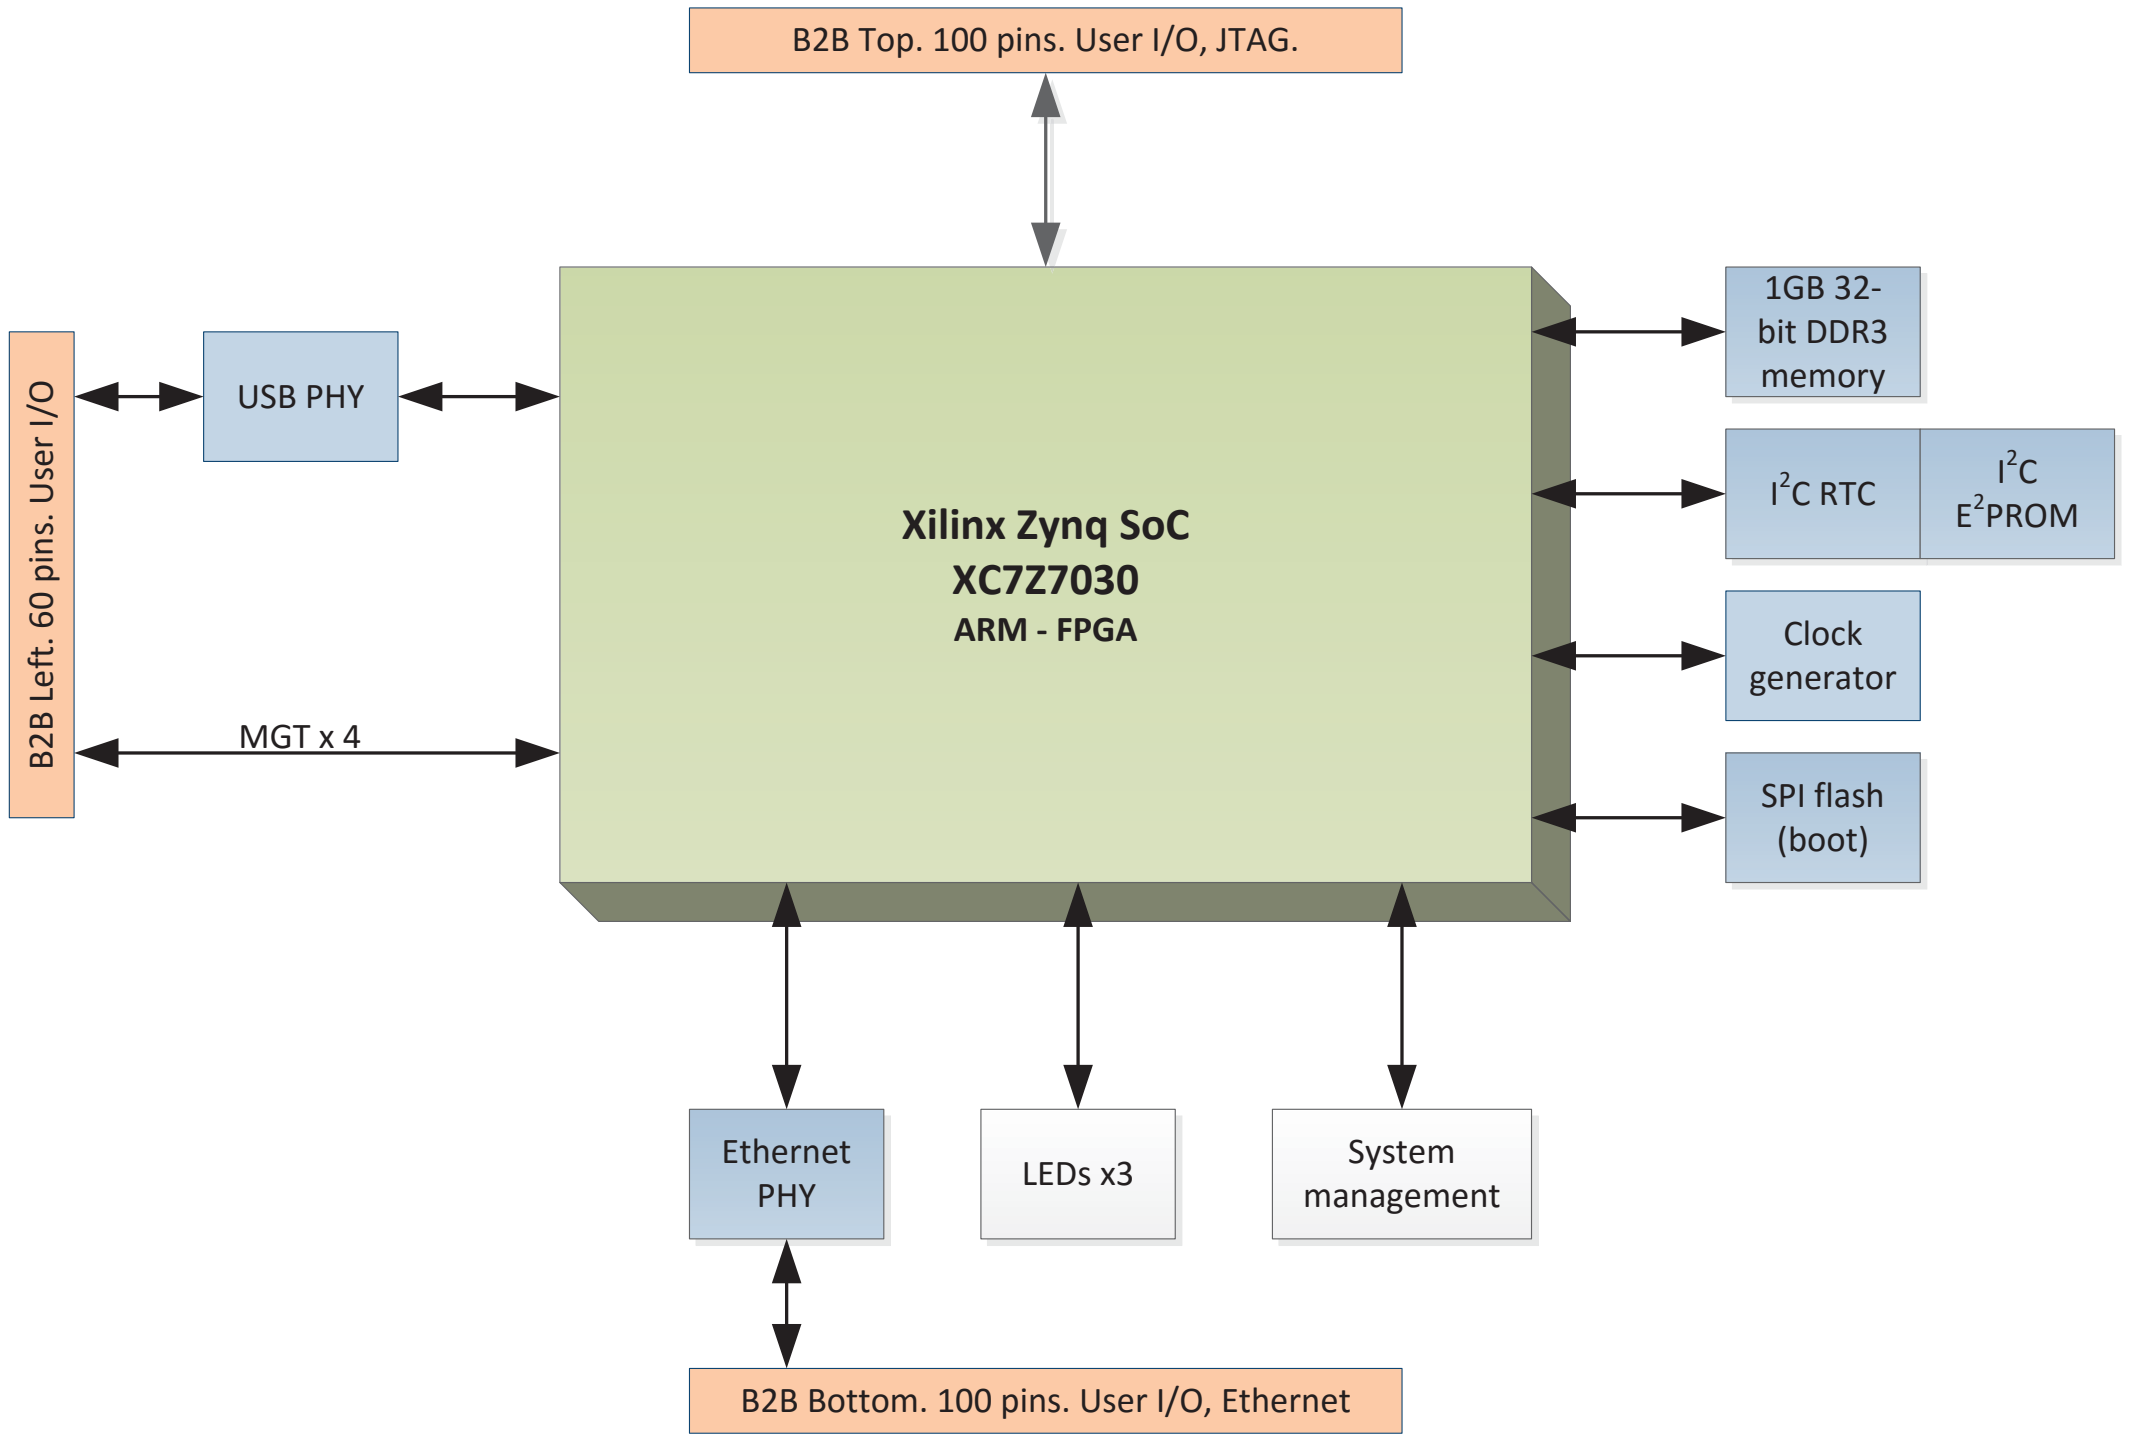 B2B Top. 100 pins. User I/O, JTAG.
B2B Left. 60 pins. User I/O
USB PHY
MGT x 4
Xilinx Zynq SoC
XC7Z7030
ARM - FPGA
1GB 32-
bit DDR3
memory
I²C RTC
I²C
E²PROM
Clock
generator
SPI flash
(boot)
Ethernet
PHY
LEDs x3
System
management
B2B Bottom. 100 pins. User I/O, Ethernet